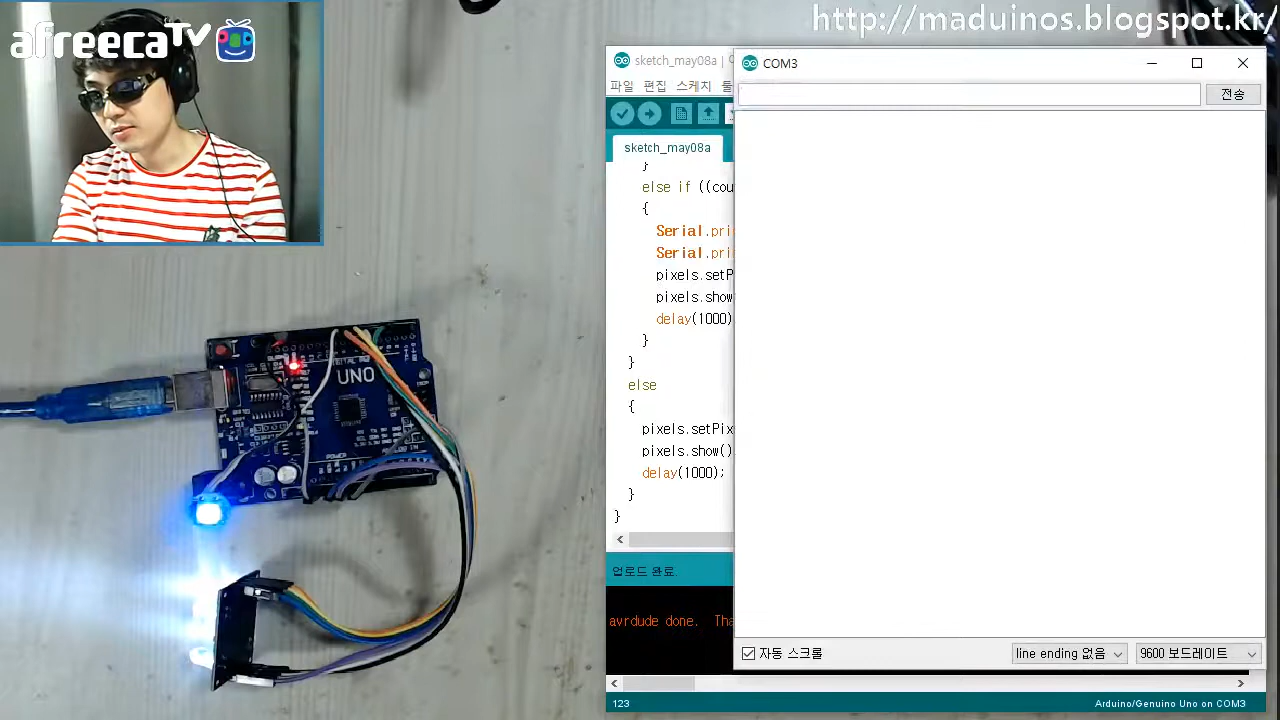 afreecaTV
http://maduinos.blogspot.kr/
sketch_may08a |
COM3
파일 편집 스케치 툴
전송
sketch_may08a
}
else if ((cou
{
Serial.pri
Serial.pri
pixels.setP
pixels.show
delay(1000)
}
}
else
{
pixels.setPix
pixels.show()
delay(1000);
}
}
업로드 완료.
avrdude done. Tha
자동 스크롤
line ending 없음
9600 보드레이트
123
Arduino/Genuino Uno on COM3
UNO
POWER